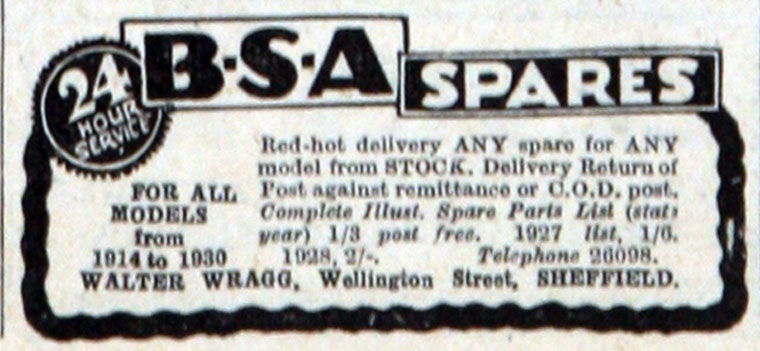 24
HOUR
SERVICE
B·S·A
SPARES
Red-hot delivery ANY spare for ANY
model from STOCK. Delivery Return of
Post against remittance or C.O.D. post.
Complete Illust. Spare Parts List (state
year) 1/3 post free. 1927 list, 1/6.
1928, 2/-. Telephone 26098.
FOR ALL
MODELS
from
1914 to 1930
WALTER WRAGG, Wellington Street, SHEFFIELD.